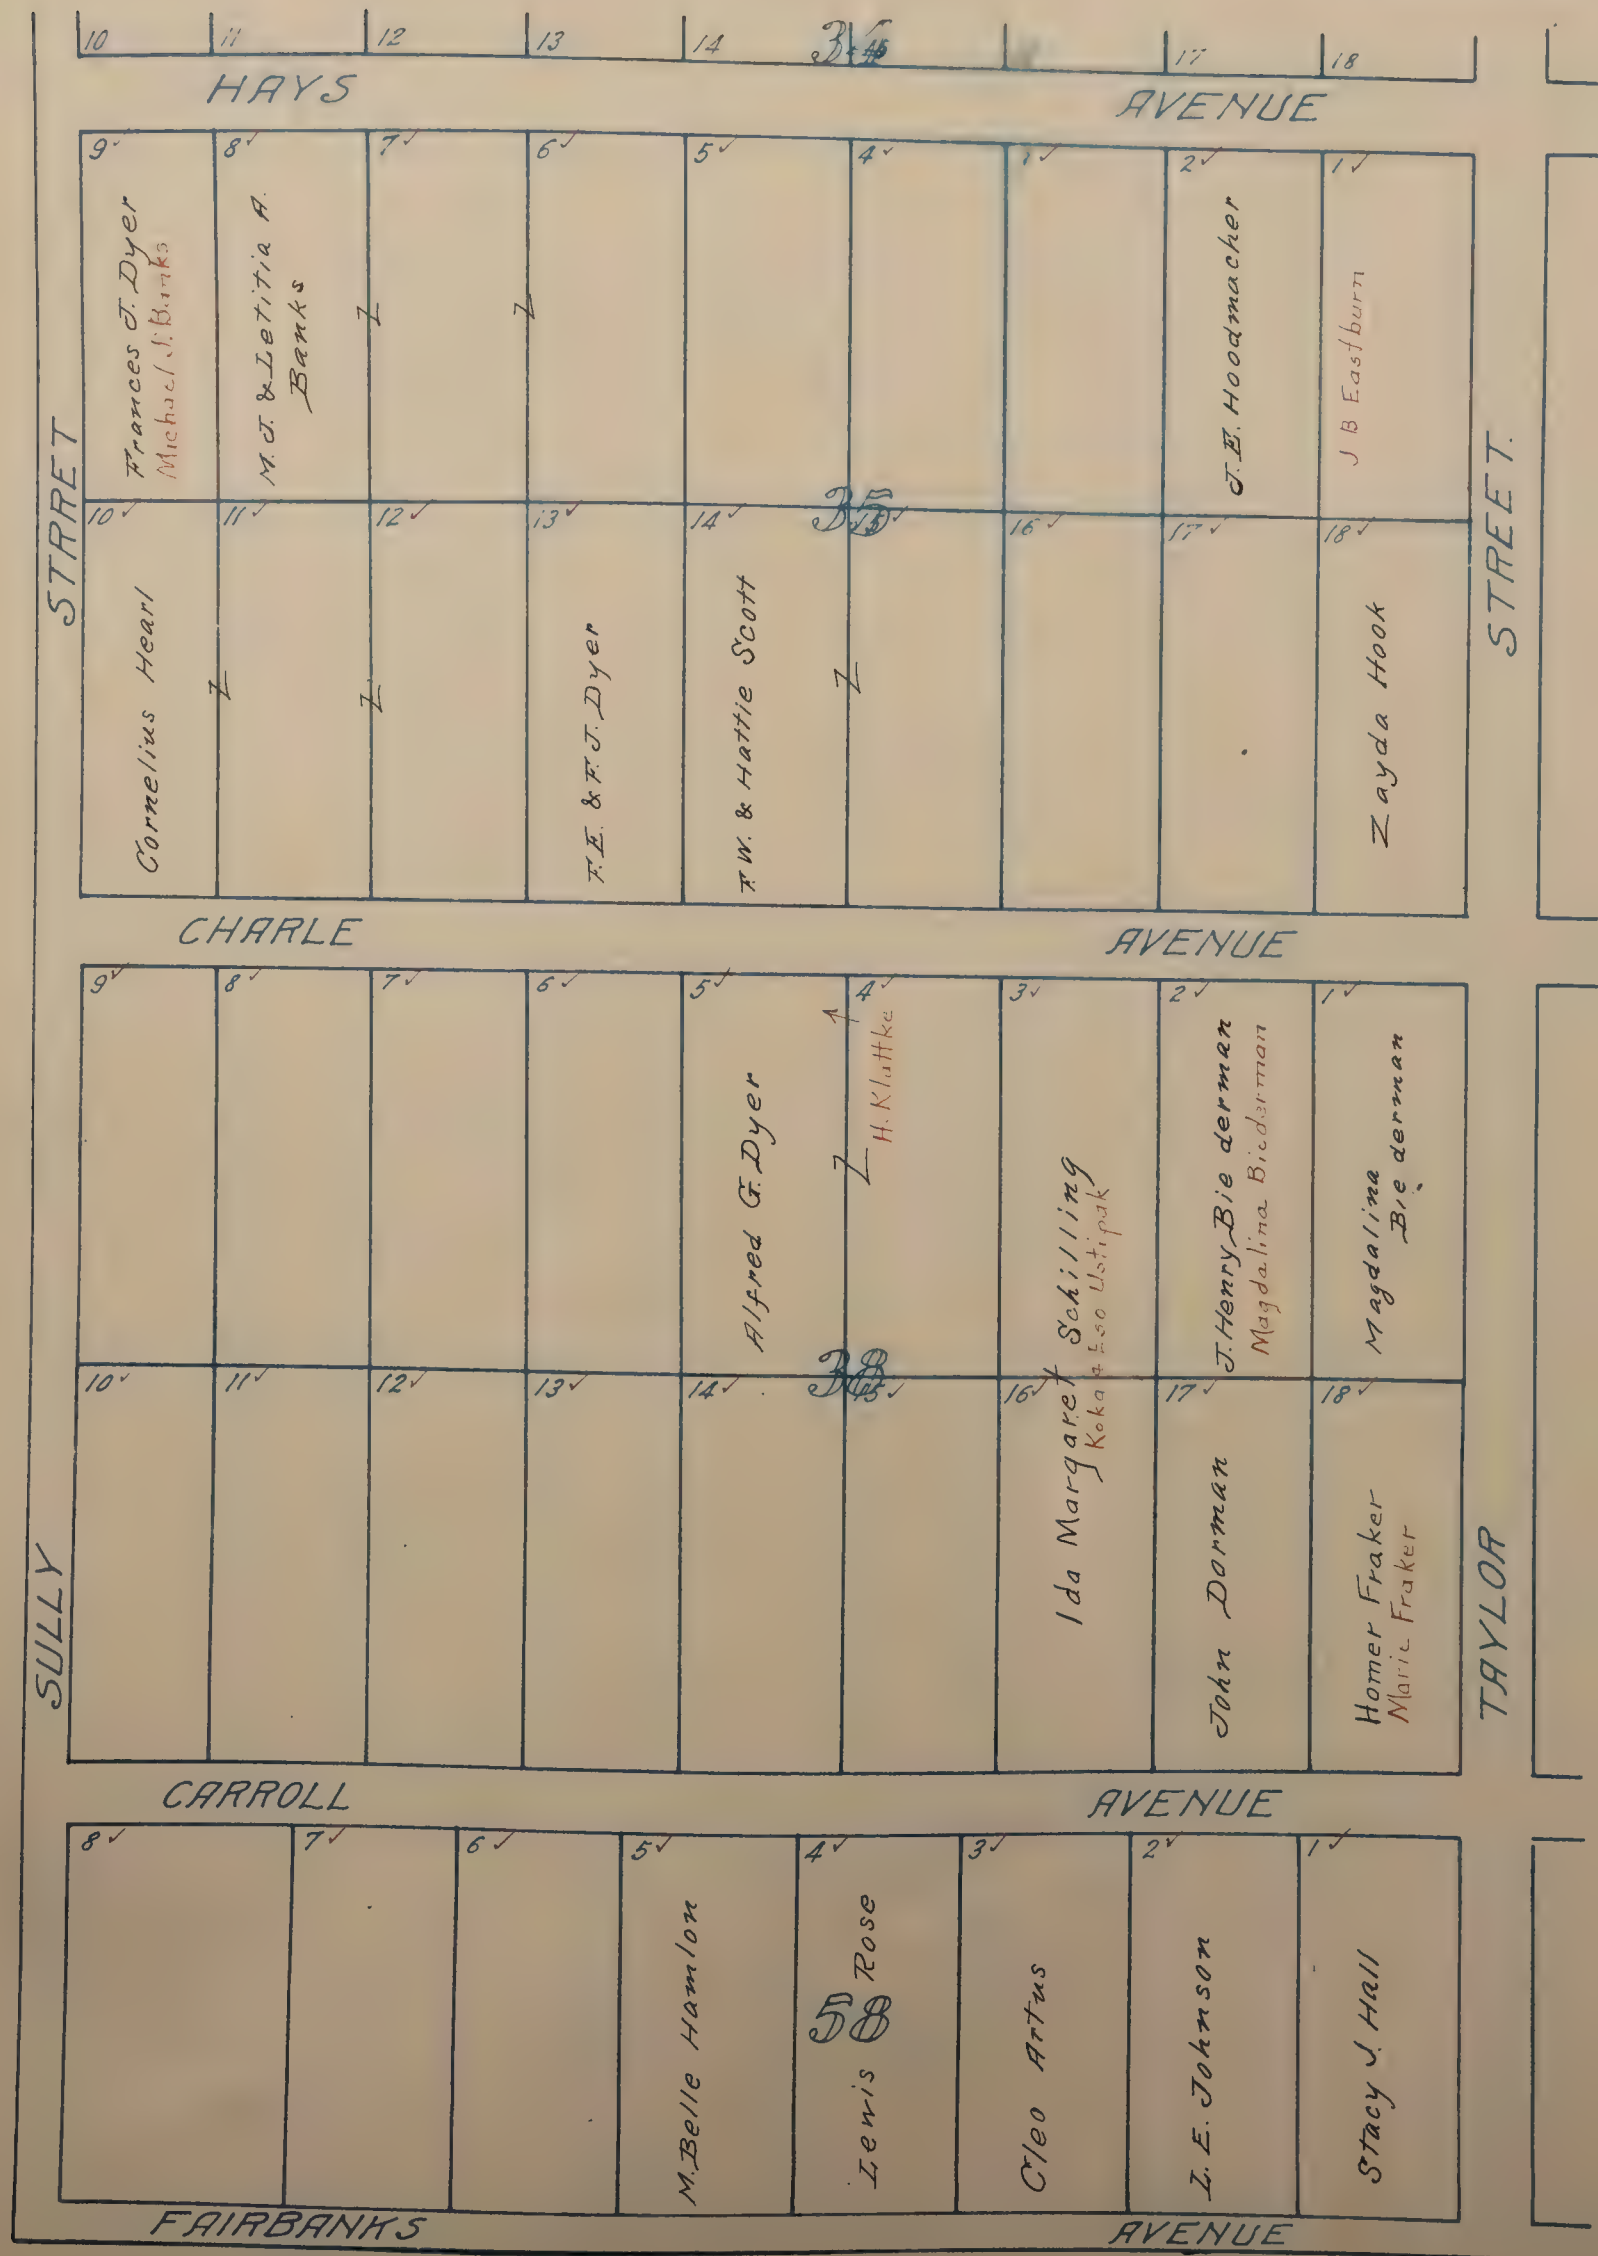 10 11 12 13 14 17 18
HAYS AVENUE
9 8 7 6 5 4 2 1
Frances J. Dyer
Michael J. Banks
M. J. & Letitia A.
Banks
J. E. Hoodmacher
J B Eastburn
STRRET
STREET.
35
10 11 12 13 14 15 16 17 18
Cornelius Hearl
F. E. & F. J. Dyer
F. W. & Hattie Scott
Zayda Hook
CHARLE AVENUE
9 8 7 6 5 4 3 2 1
Alfred G. Dyer
H. Kluttke
Ida Margaret Schilling
J. Henry Bie derman
Magdalina Biederman
Magdalina
Bie derman
38
10 11 12 13 14 15 16 17 18
John Dorman
Homer Fraker
Marie Fraker
SULLY
TAYLOR
CARROLL AVENUE
8 7 6 5 4 3 2 1
M. Belle Hamlon
Lewis Rose
58
Cleo Artus
L. E. Johnson
Stacy J. Hall
FAIRBANKS AVENUE